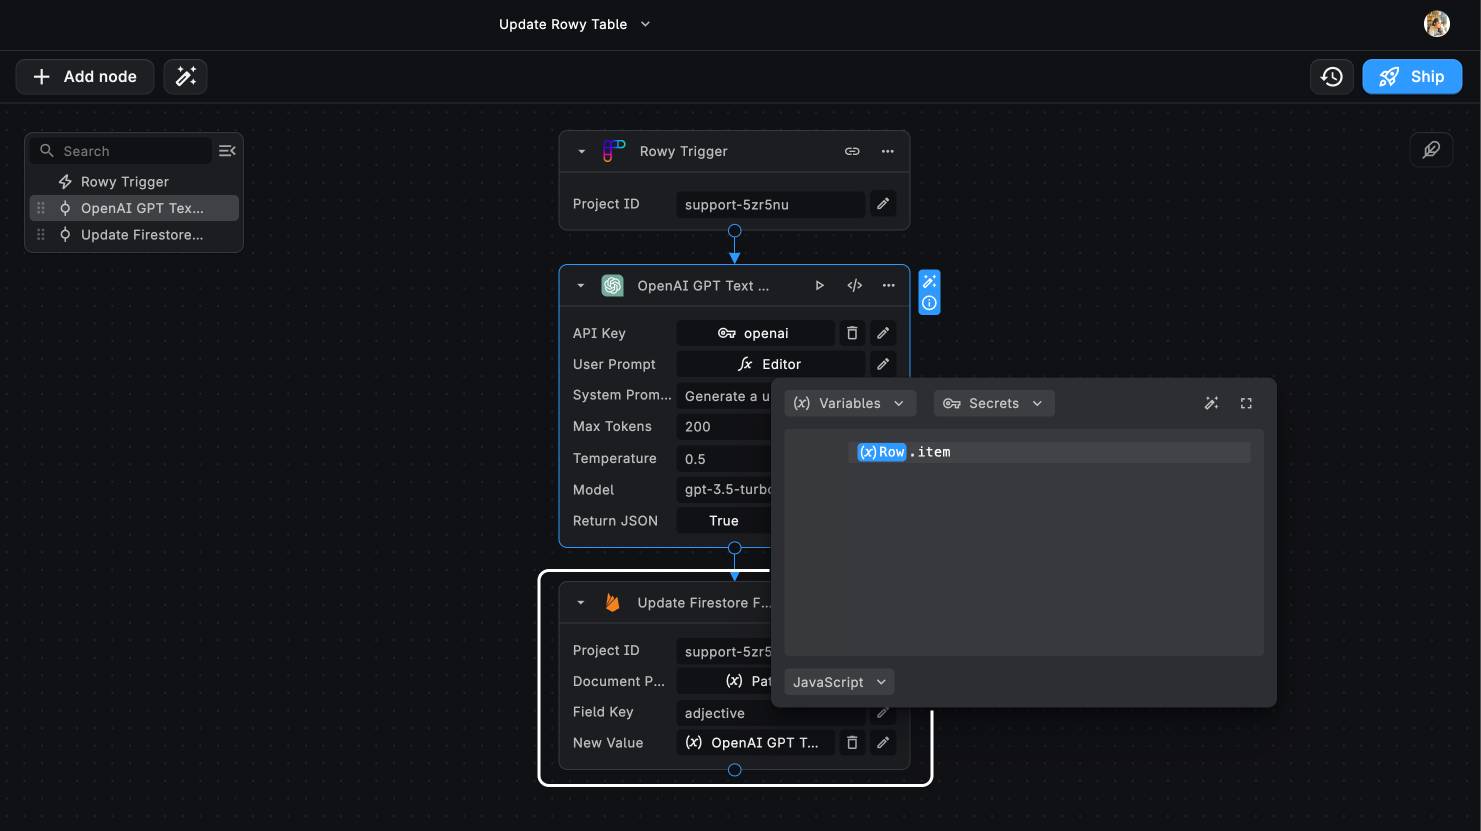 Update Rowy Table
Add node
Ship
Search
Rowy Trigger
OpenAI GPT Tex...
Update Firestore...
Rowy Trigger
Project ID
support-5zr5nu
OpenAI GPT Text ...
API Key
openai
User Prompt
Editor
System Prom...
Generate a u
Max Tokens
200
Temperature
0.5
Model
gpt-3.5-turbo
Return JSON
True
(x) Variables
Secrets
(x)Row.item
JavaScript
Update Firestore F...
Project ID
support-5zr5
Document P...
(x) Pat
Field Key
adjective
New Value
(x) OpenAI GPT T...